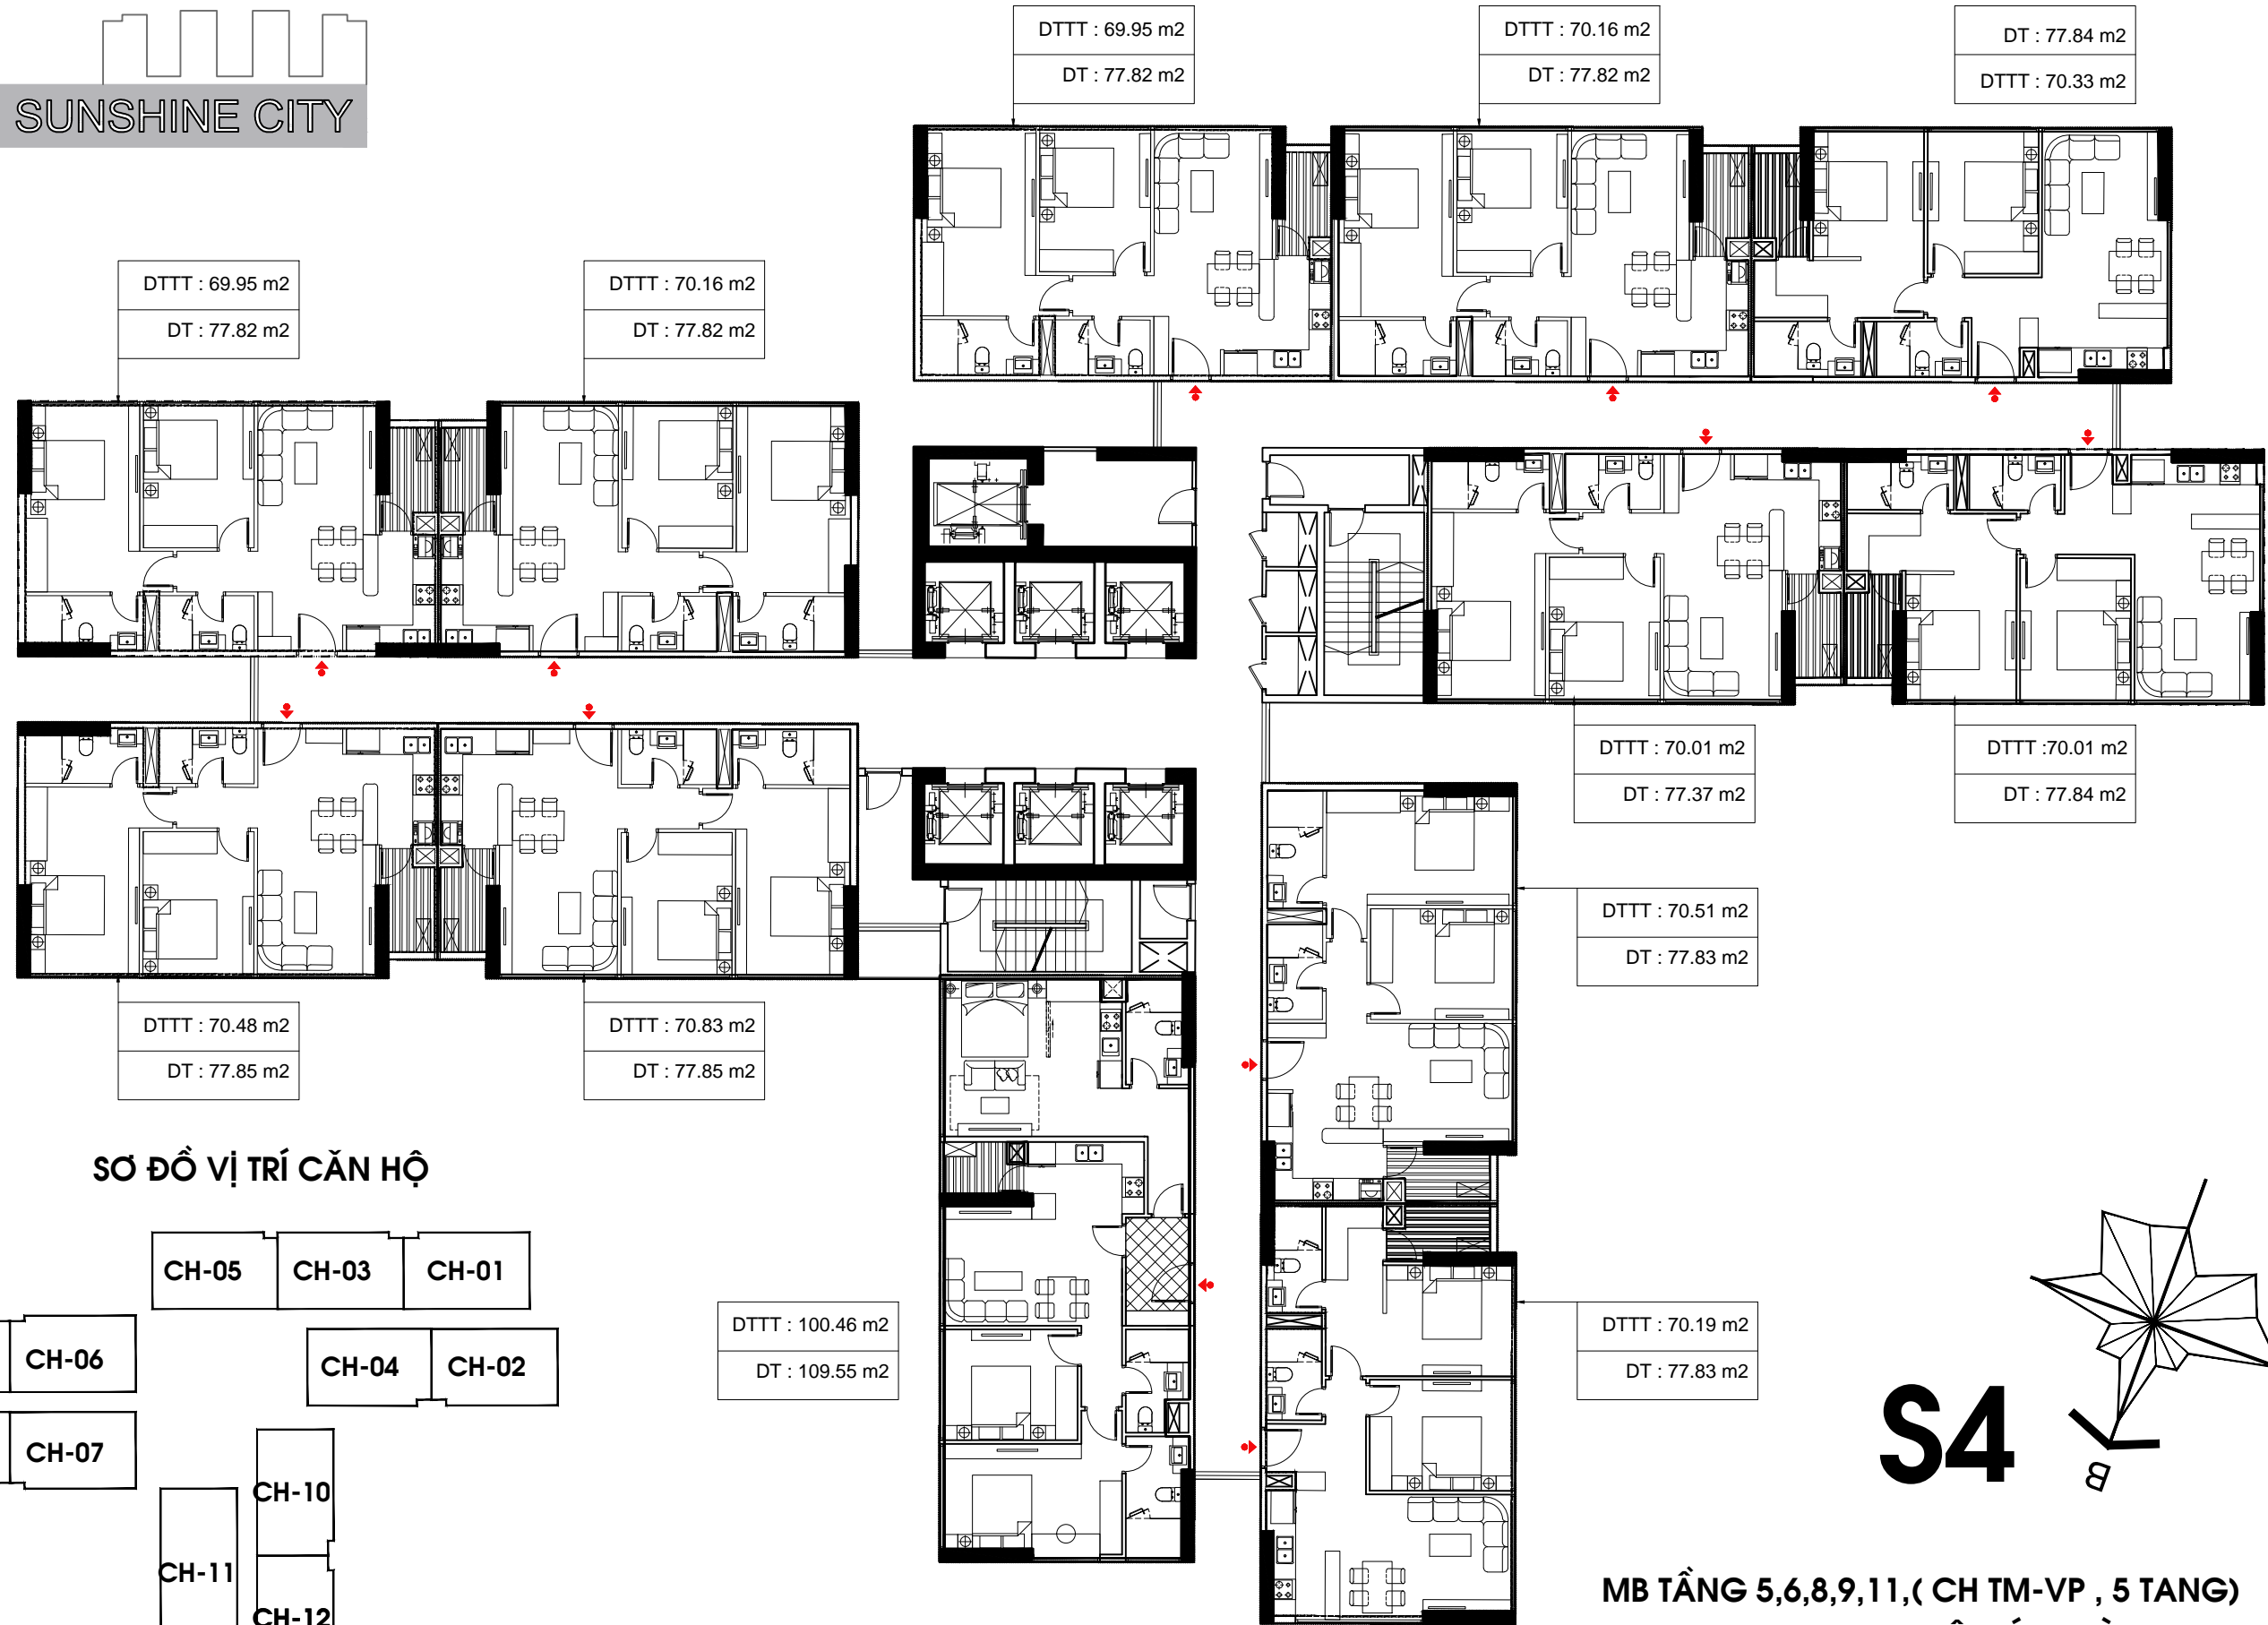 SUNSHINE CITY
DTTT : 69.95 m2
DT : 77.82 m2
DTTT : 70.16 m2
DT : 77.82 m2
DT : 77.84 m2
DTTT : 70.33 m2
DTTT : 69.95 m2
DT : 77.82 m2
DTTT : 70.16 m2
DT : 77.82 m2
DTTT : 70.01 m2
DT : 77.37 m2
DTTT :70.01 m2
DT : 77.84 m2
DTTT : 70.51 m2
DT : 77.83 m2
DTTT : 70.48 m2
DT : 77.85 m2
DTTT : 70.83 m2
DT : 77.85 m2
DTTT : 100.46 m2
DT : 109.55 m2
DTTT : 70.19 m2
DT : 77.83 m2
SƠ ĐỒ VỊ TRÍ CĂN HỘ
CH-05
CH-03
CH-01
CH-06
CH-04
CH-02
CH-07
CH-10
CH-11
CH-12
S4
B
MB TẦNG 5,6,8,9,11,( CH TM-VP , 5 TANG)